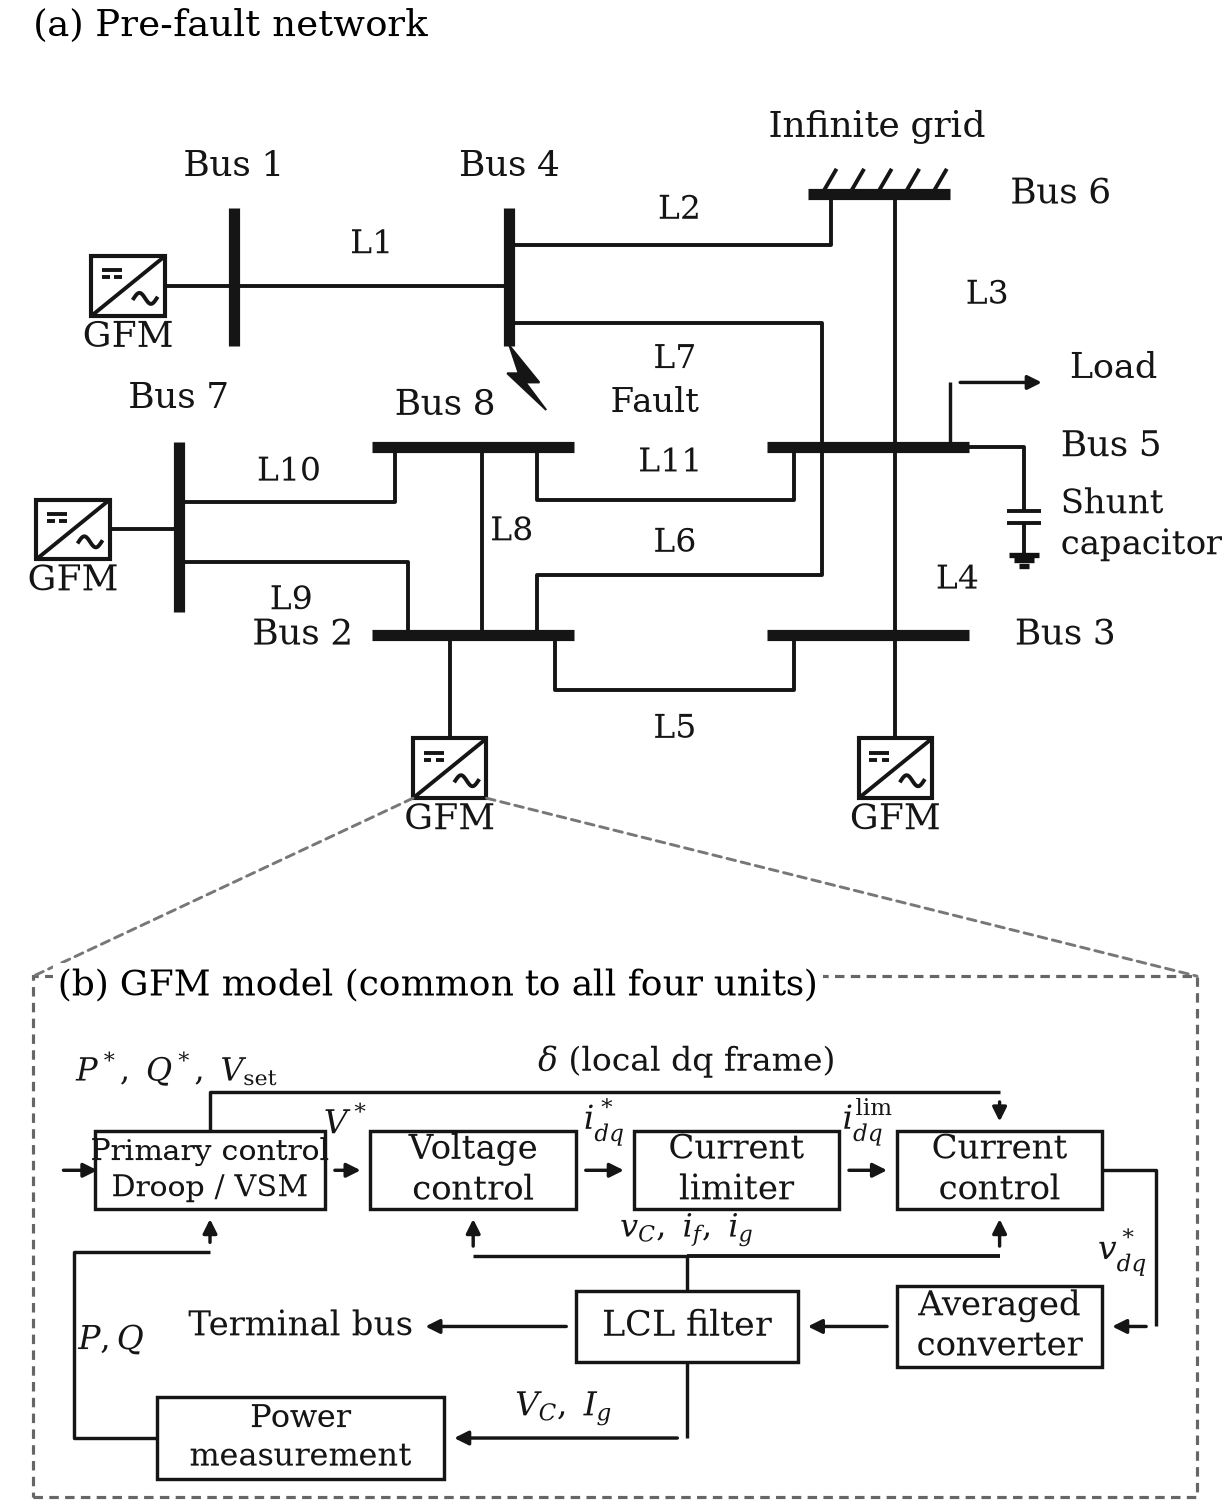 (a) Pre-fault network
Infinite grid
Bus 1
Bus 4
Bus 6
L2
L1
L3
GFM
L7
Load
Bus 7
Bus 8
Fault
Bus 5
L10
L11
Shunt
capacitor
L8
L6
GFM
L4
L9
Bus 2
Bus 3
L5
GFM
GFM
(b) GFM model (common to all four units)
δ (local dq frame)
P*, Q*, V_set
V*
i*_dq
i^lim_dq
Primary control
Droop / VSM
Voltage
control
Current
limiter
Current
control
v_C, i_f, i_g
v*_dq
Terminal bus
LCL filter
Averaged
converter
P, Q
V_C, I_g
Power
measurement